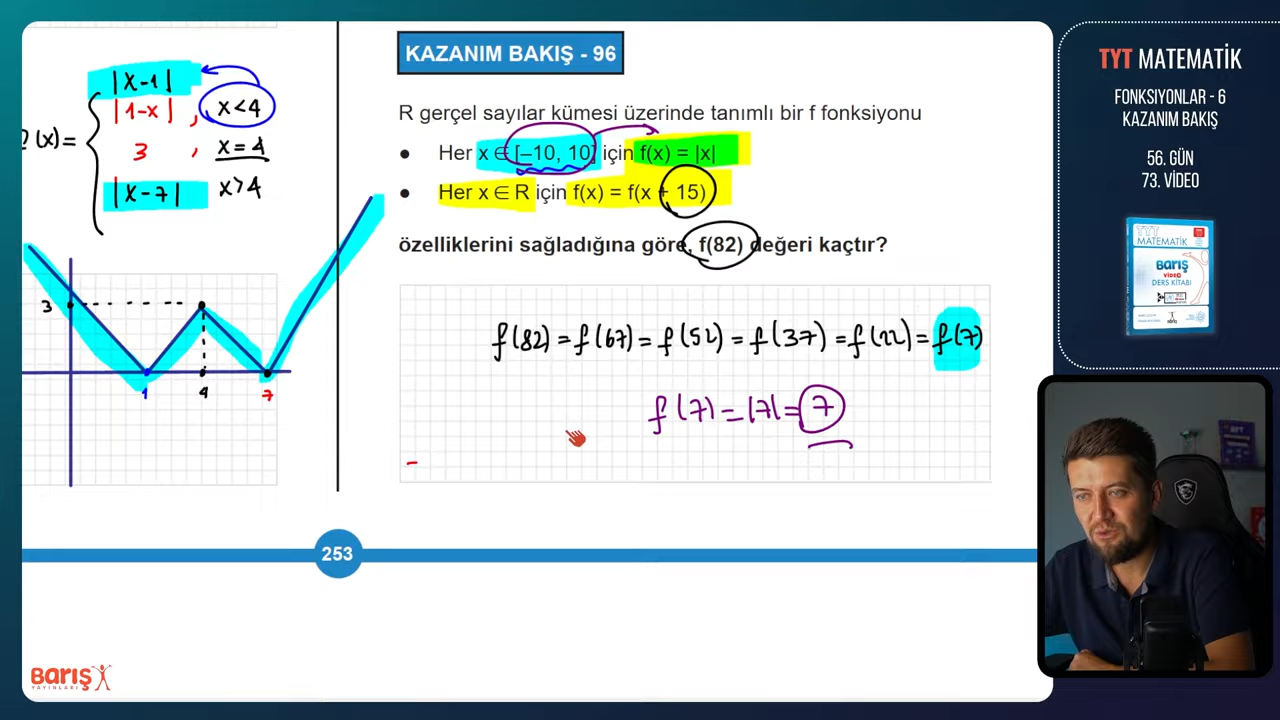 |x-1|
|1-x| , x<4
(x)=
3 , x=4
|x-7| x>4
3
1 4 7
KAZANIM BAKIŞ - 96
R gerçel sayılar kümesi üzerinde tanımlı bir f fonksiyonu
● Her x ∈ [–10, 10] için f(x) = |x|
● Her x ∈ R için f(x) = f(x + 15)
özelliklerini sağladığına göre, f(82) değeri kaçtır?
f(82) = f(67) = f(52) = f(37) = f(22) = f(7)
f(7) = |7| = 7
253
BARIŞ
YAYINLARI
TYT MATEMATİK
FONKSIYONLAR - 6
KAZANIM BAKIŞ
56. GÜN
73. VİDEO
TYT
MATEMATİK
BARIŞ
VİDEO
DERS KİTABI